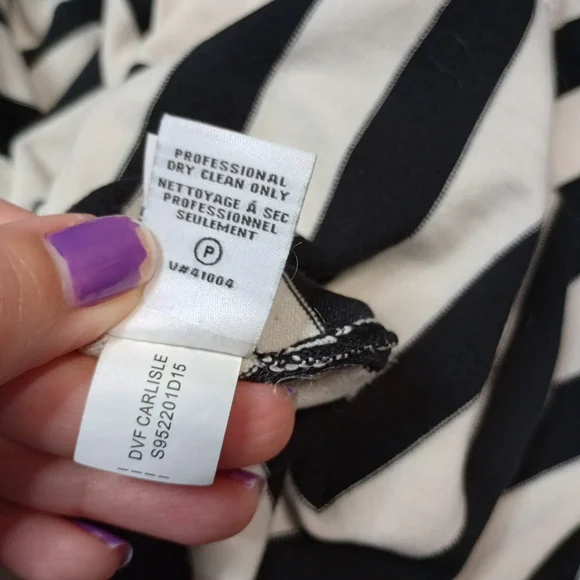 PROFESSIONAL
DRY CLEAN ONLY
NETTOYAGE Á SEC
PROFESSIONNEL
SEULEMENT
P
V#41004
DVF CARLISLE
S952201D15